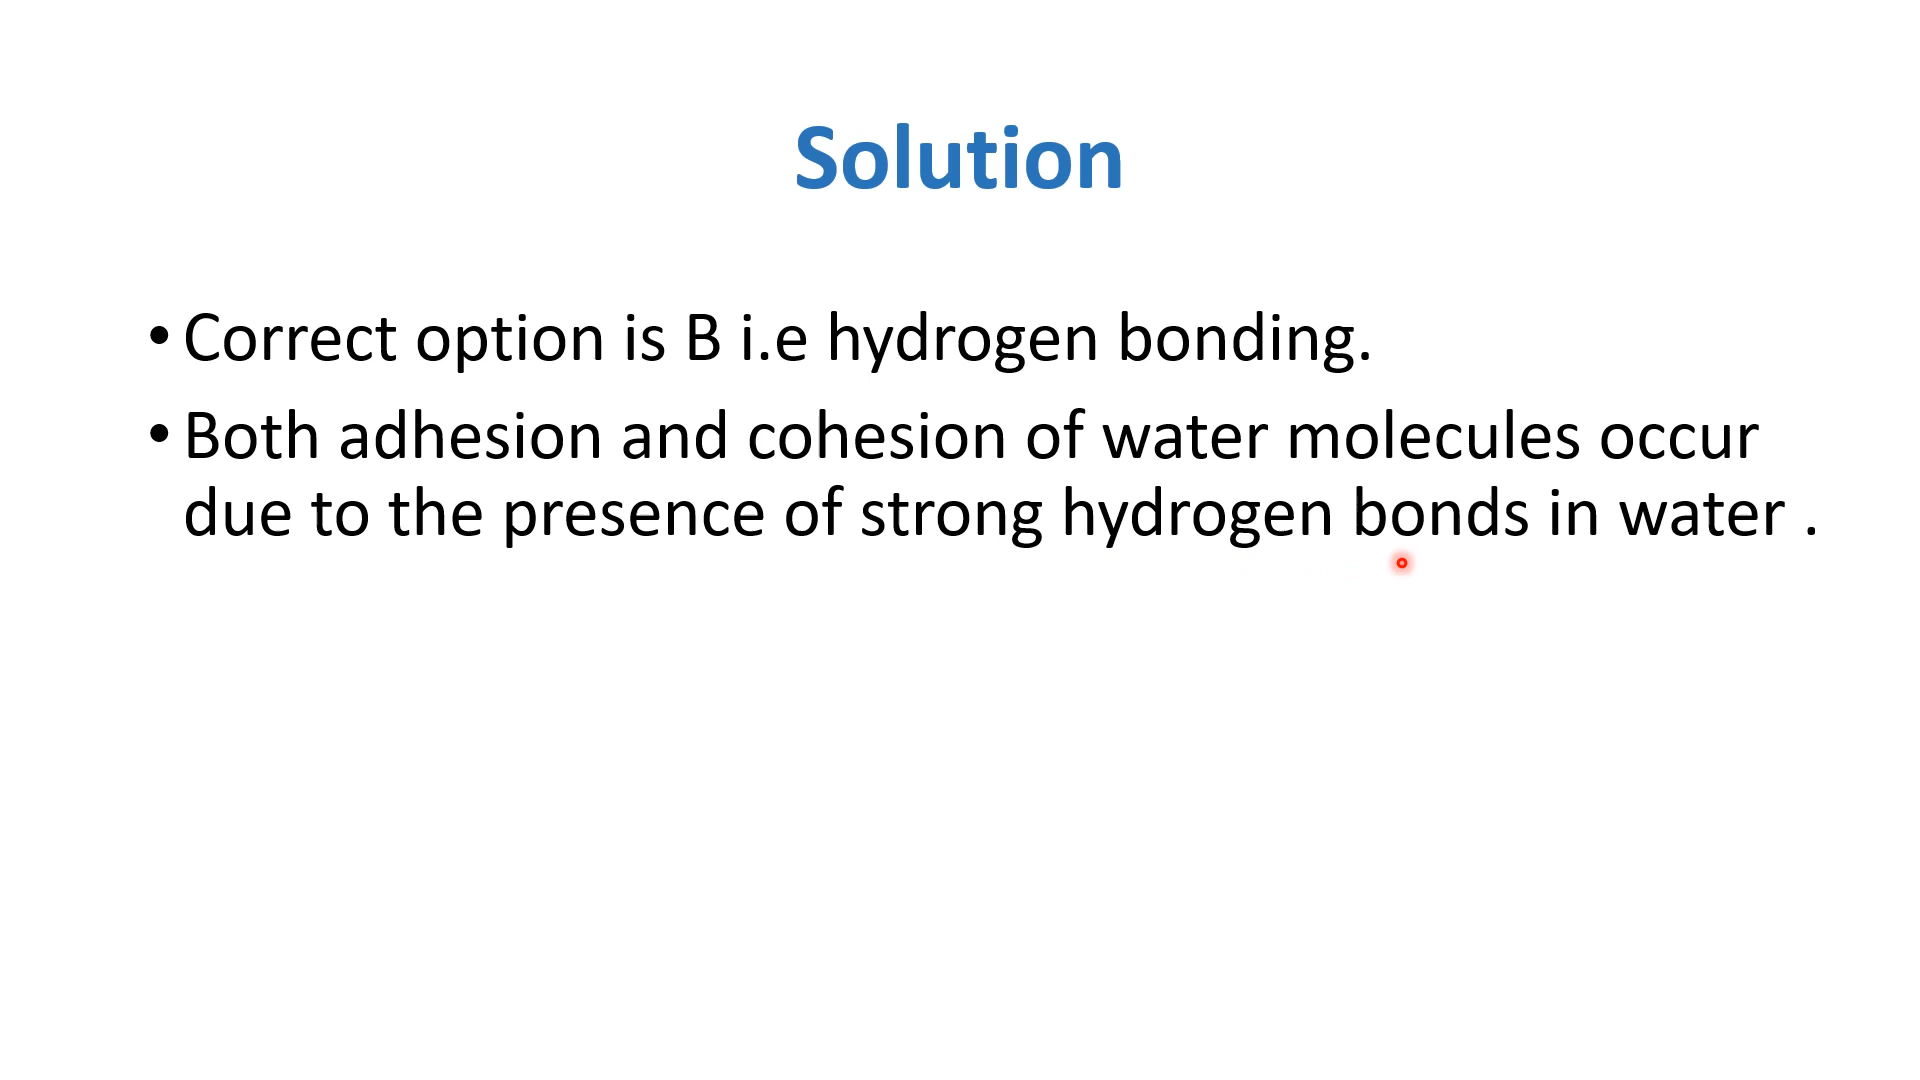 Solution
• Correct option is B i.e hydrogen bonding.
• Both adhesion and cohesion of water molecules occur
due to the presence of strong hydrogen bonds in water .